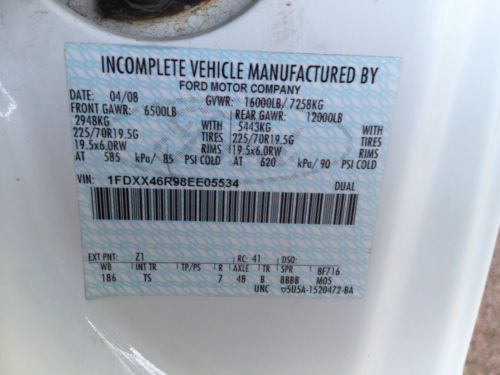 INCOMPLETE VEHICLE MANUFACTURED BY
FORD MOTOR COMPANY
DATE: 04/08 GVWR: 16000LB/ 7258KG
FRONT GAWR: 6500LB REAR GAWR: 12000LB
2948KG WITH 5443KG WITH
225/70R19.5G TIRES 225/70R19.5G TIRES
19.5x6.0RW RIMS 19.5x6.0RW RIMS
AT 585 kPa/ 85 PSI COLD AT 620 kPa/ 90 PSI COLD
VIN: 1FDXX46R98EE05534 DUAL
EXT PNT: Z1 RC: 41 DSO:
WB INT TR TP/PS R AXLE TR SPR BF716
186 TS 7 48 B BBBB M05
UNC 5U5A-1520472-BA